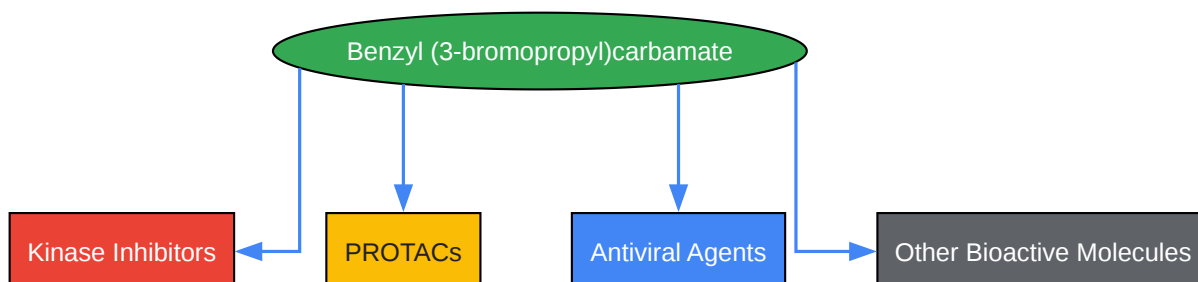 Benzyl (3-bromopropyl)carbamate
Kinase Inhibitors
PROTACs
Antiviral Agents
Other Bioactive Molecules